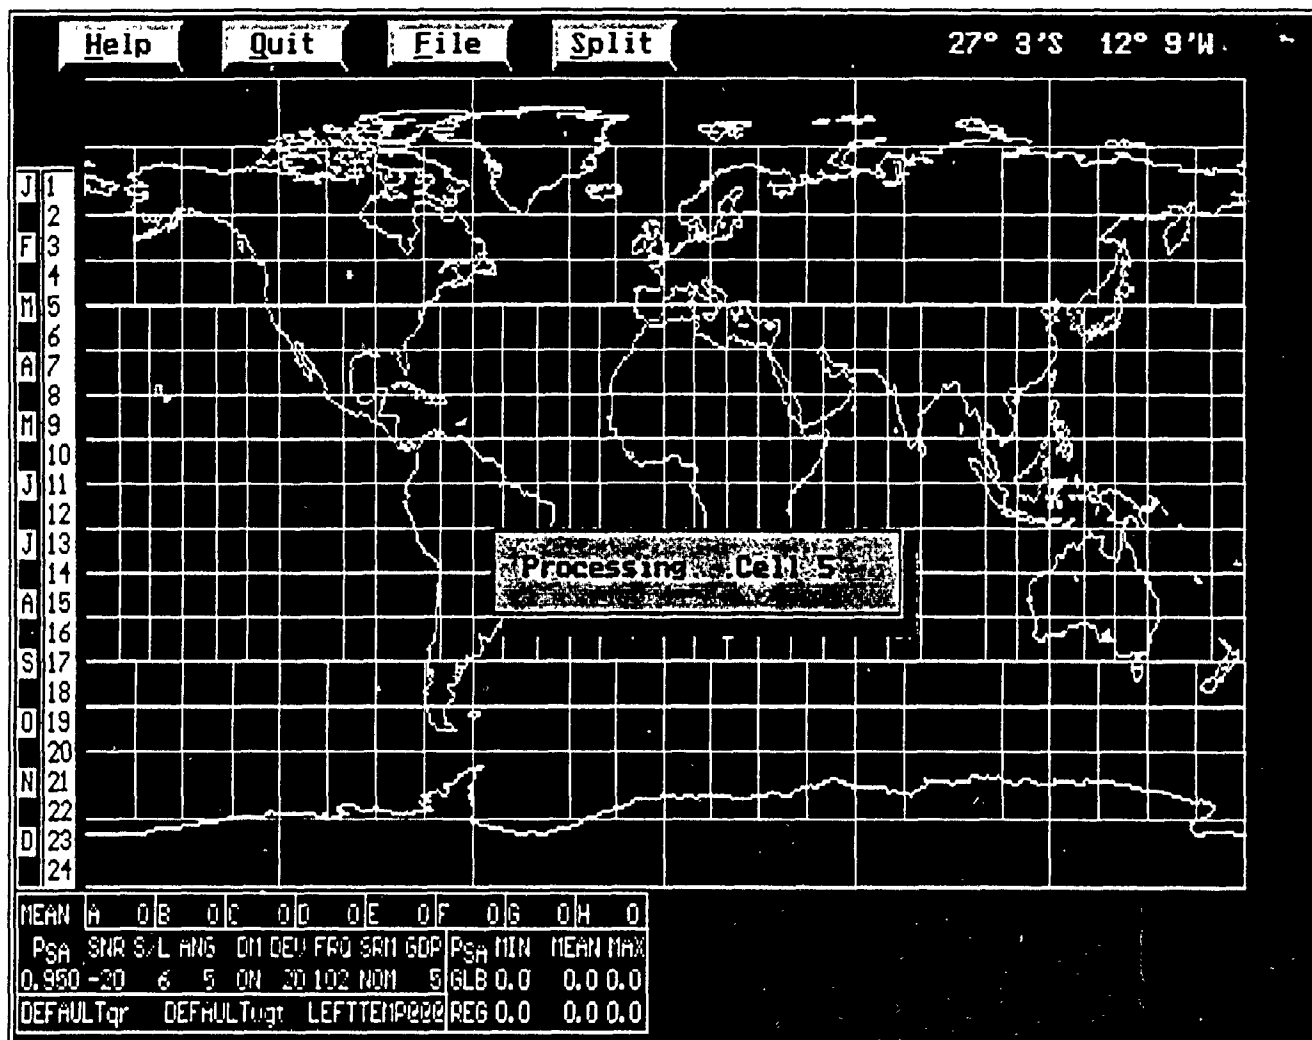 Help Quit File Split 27° 3'S 12° 9'W
J 1
2
F 3
4
M 5
6
A 7
8
M 9
10
J 11
12
J 13
14
A 15
16
S 17
18
O 19
20
N 21
22
D 23
24
Processing Cell 5
MEAN A 0 B 0 C 0 D 0 E 0 F 0 G 0 H 0
PSA SNR S/L ANG DM DEV FRQ SRM GDP PSA MIN MEAN MAX
0.950 -20 6 5 ON 20 102 NOM 5 GLB 0.0 0.0 0.0
DEFAULTqr DEFAULTwgt LEFTTEMP000 REG 0.0 0.0 0.0